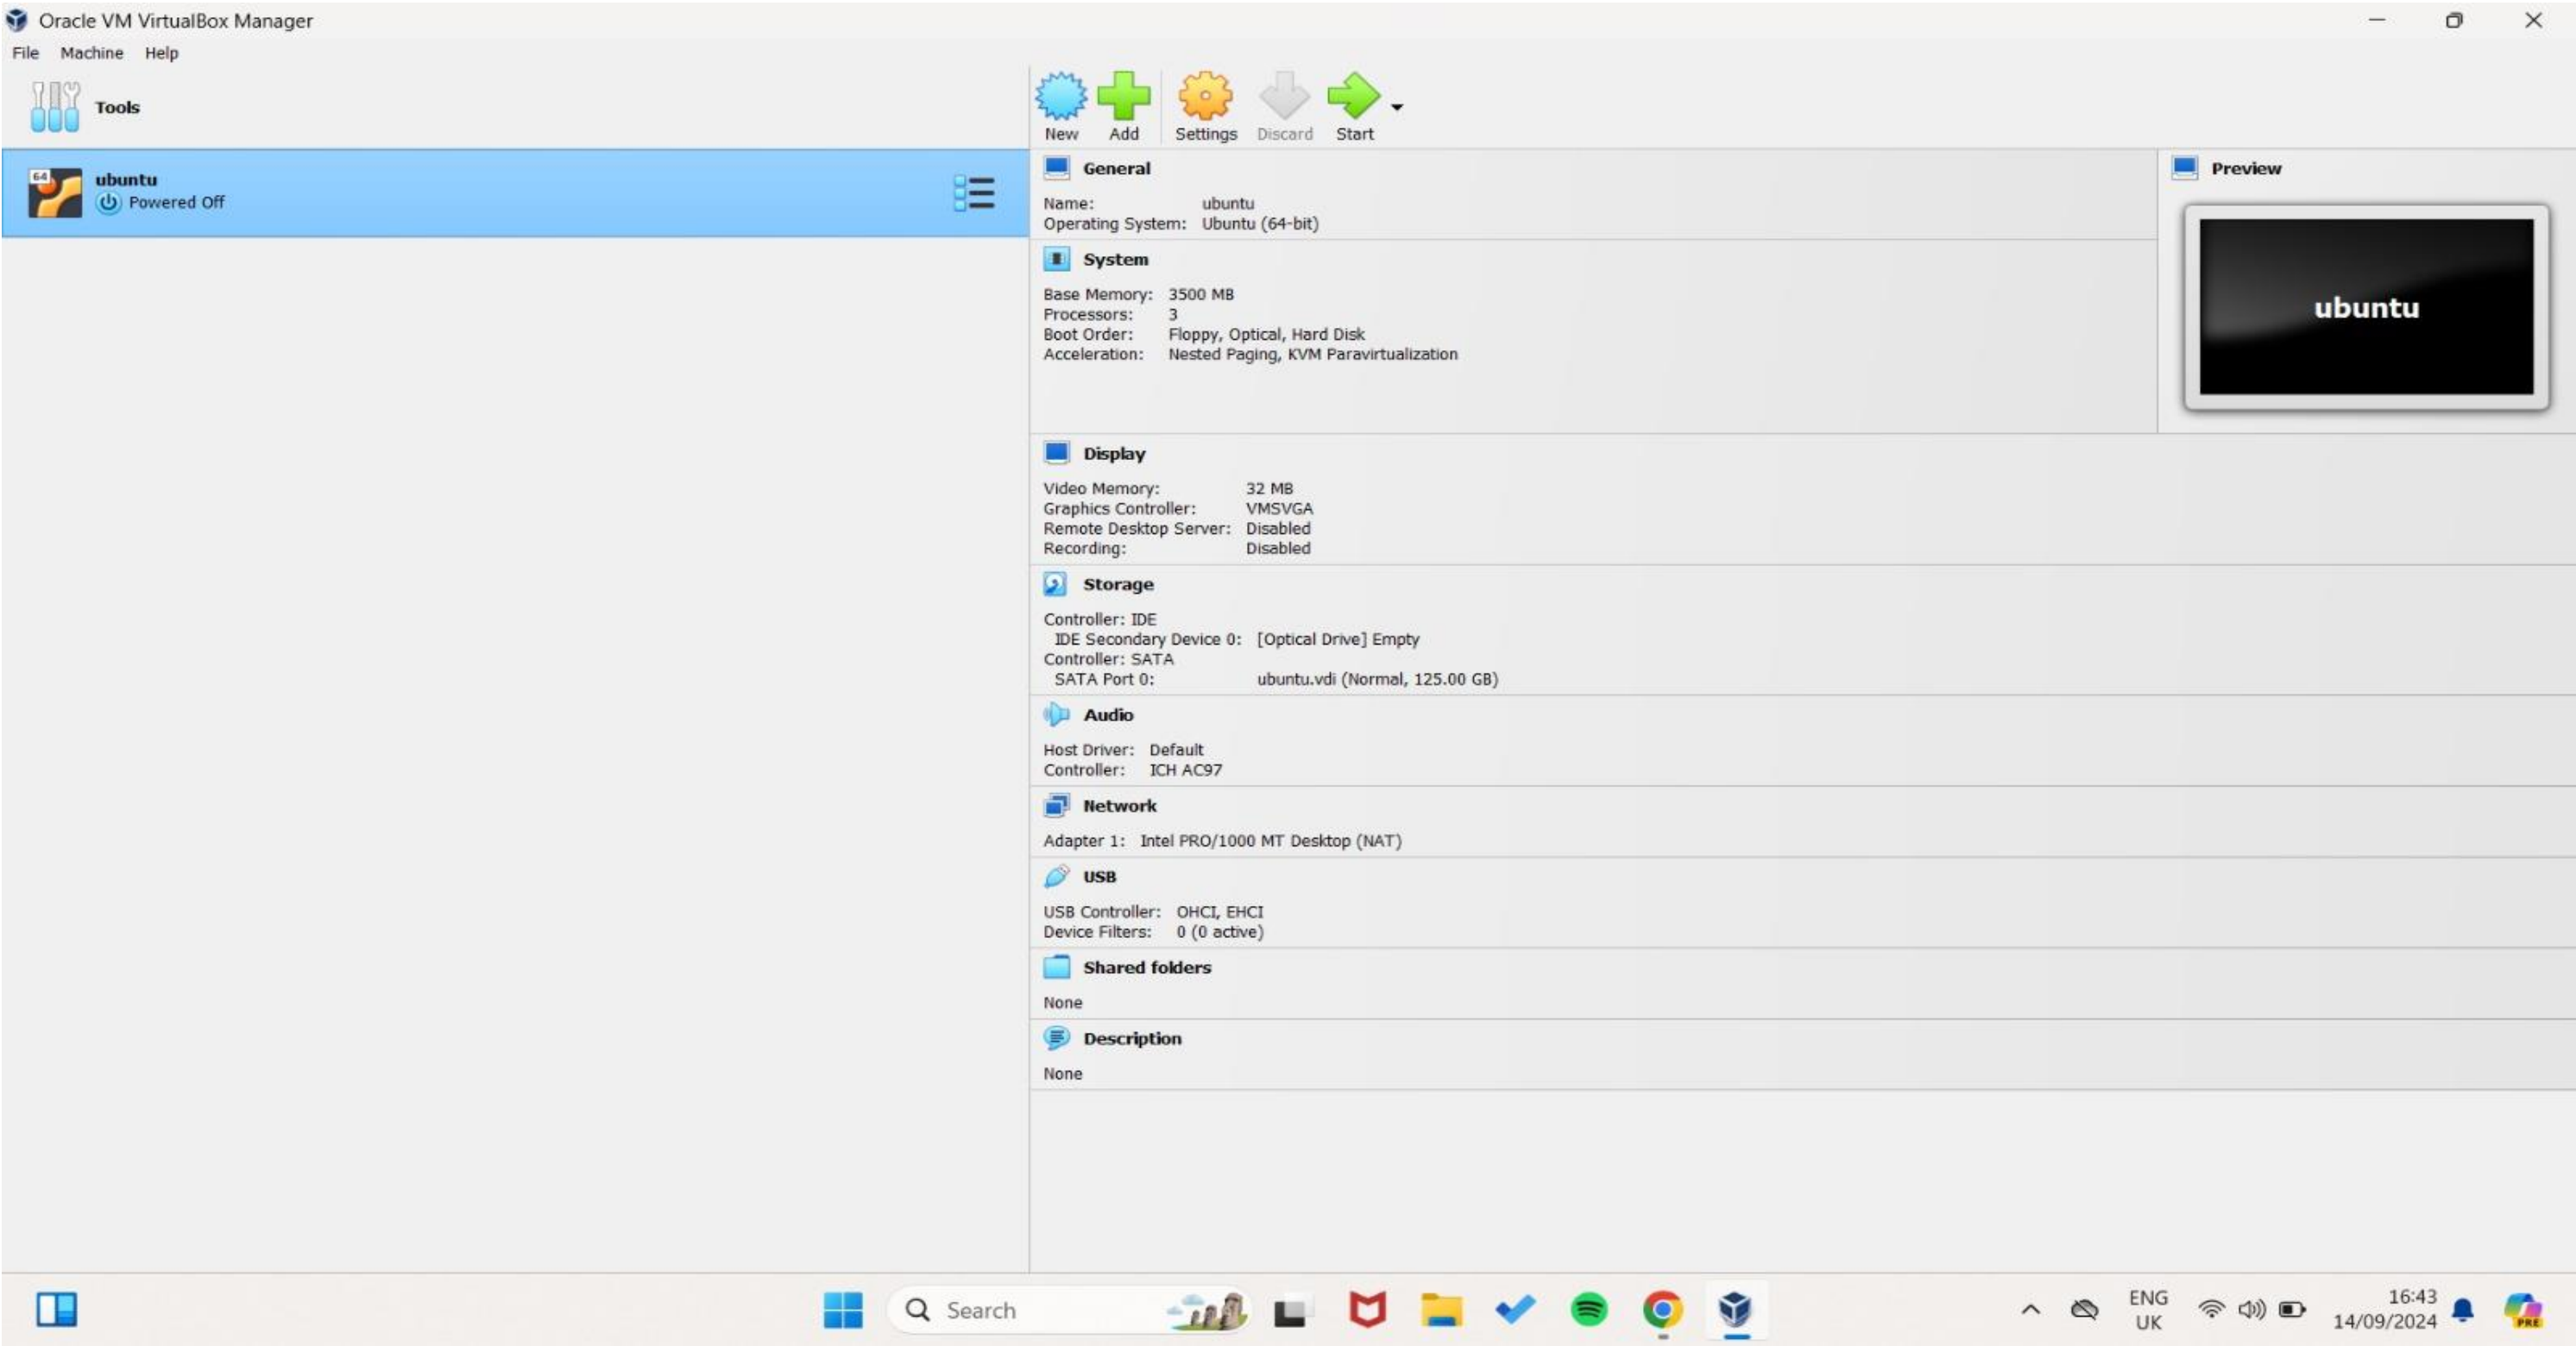 Oracle VM VirtualBox Manager
File Machine Help
Tools
New Add Settings Discard Start
64
ubuntu
Powered Off
General
Name: ubuntu
Operating System: Ubuntu (64-bit)
Preview
ubuntu
System
Base Memory: 3500 MB
Processors: 3
Boot Order: Floppy, Optical, Hard Disk
Acceleration: Nested Paging, KVM Paravirtualization
Display
Video Memory: 32 MB
Graphics Controller: VMSVGA
Remote Desktop Server: Disabled
Recording: Disabled
Storage
Controller: IDE
IDE Secondary Device 0: [Optical Drive] Empty
Controller: SATA
SATA Port 0: ubuntu.vdi (Normal, 125.00 GB)
Audio
Host Driver: Default
Controller: ICH AC97
Network
Adapter 1: Intel PRO/1000 MT Desktop (NAT)
USB
USB Controller: OHCI, EHCI
Device Filters: 0 (0 active)
Shared folders
None
Description
None
Search
ENG
UK
16:43
14/09/2024
PRE